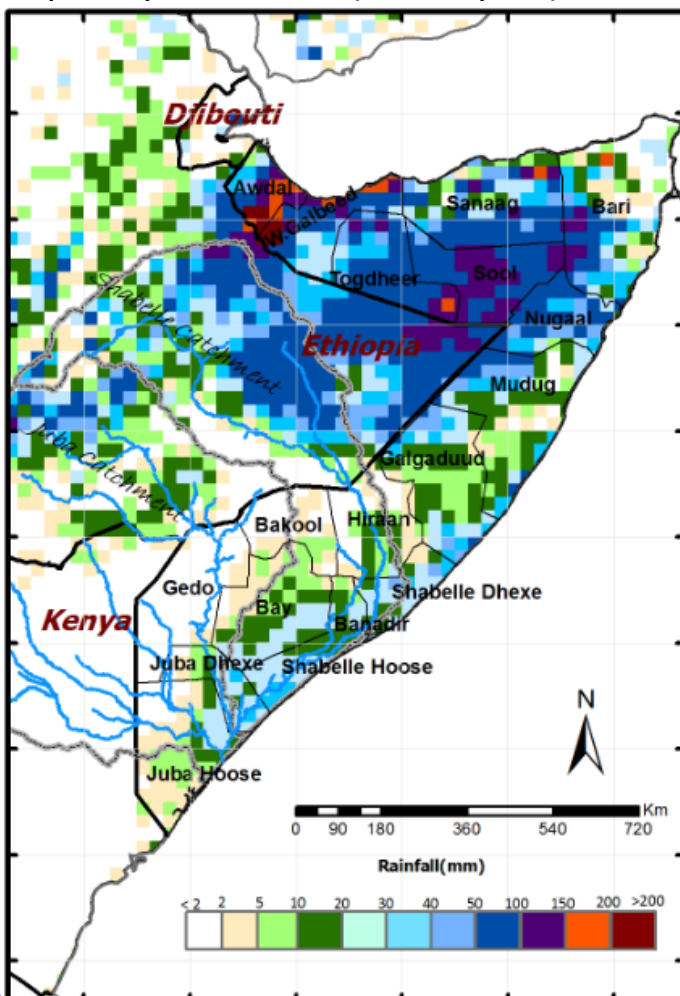 Djibouti
Awdal
W.Galbeed
Sanaag
Bari
Togdheer
Sool
Nugaal
Shabelle Catchment
Ethiopia
Mudug
Juba Catchment
Galgaduud
Bakool
Hiraan
Gedo
Bay
Shabelle Dhexe
Kenya
Banadir
Juba Dhexe
Shabelle Hoose
N
Juba Hoose
Km
0 90 180 360 540 720
Rainfall(mm)
< 2 2 5 10 20 30 40 50 100 150 200 >200